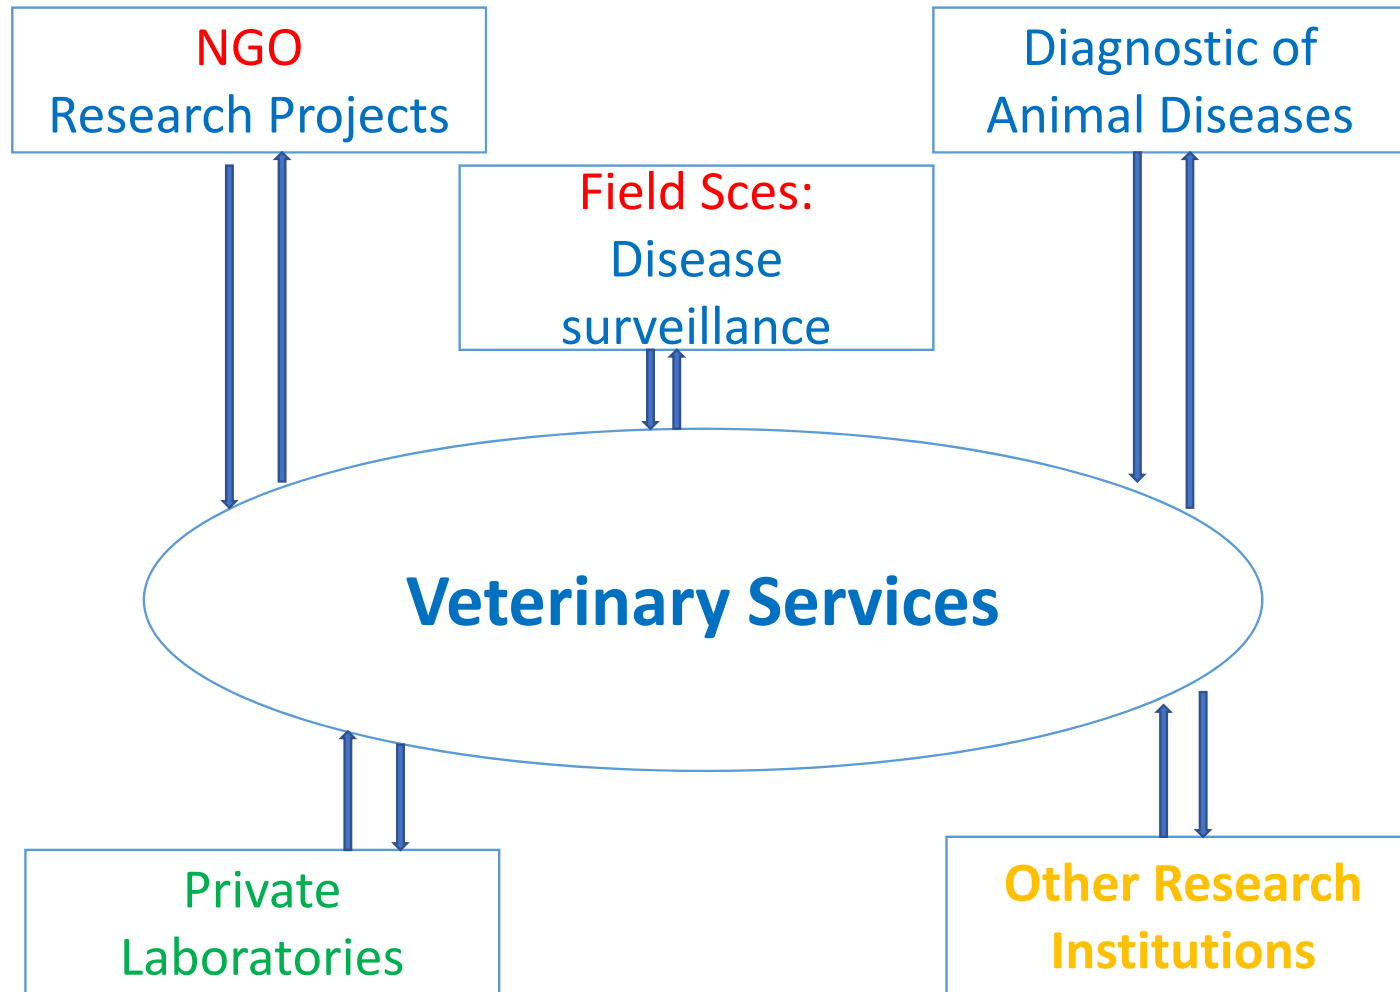 NGO
Research Projects
Diagnostic of
Animal Diseases
Field Sces:
Disease
surveillance
Veterinary Services
Private
Laboratories
Other Research
Institutions